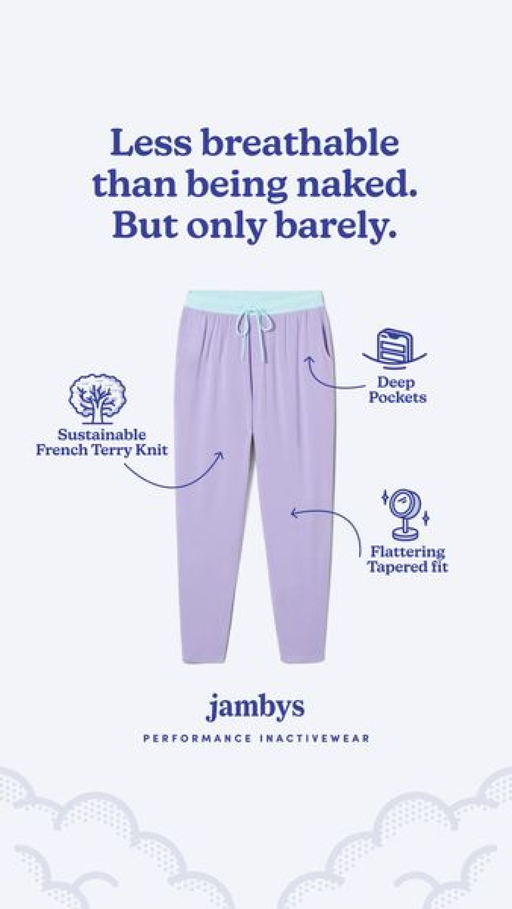 Less breathable
than being naked.
But only barely.
Deep
Pockets
Sustainable
French Terry Knit
Flattering
Tapered fit
jambys
PERFORMANCE INACTIVEWEAR